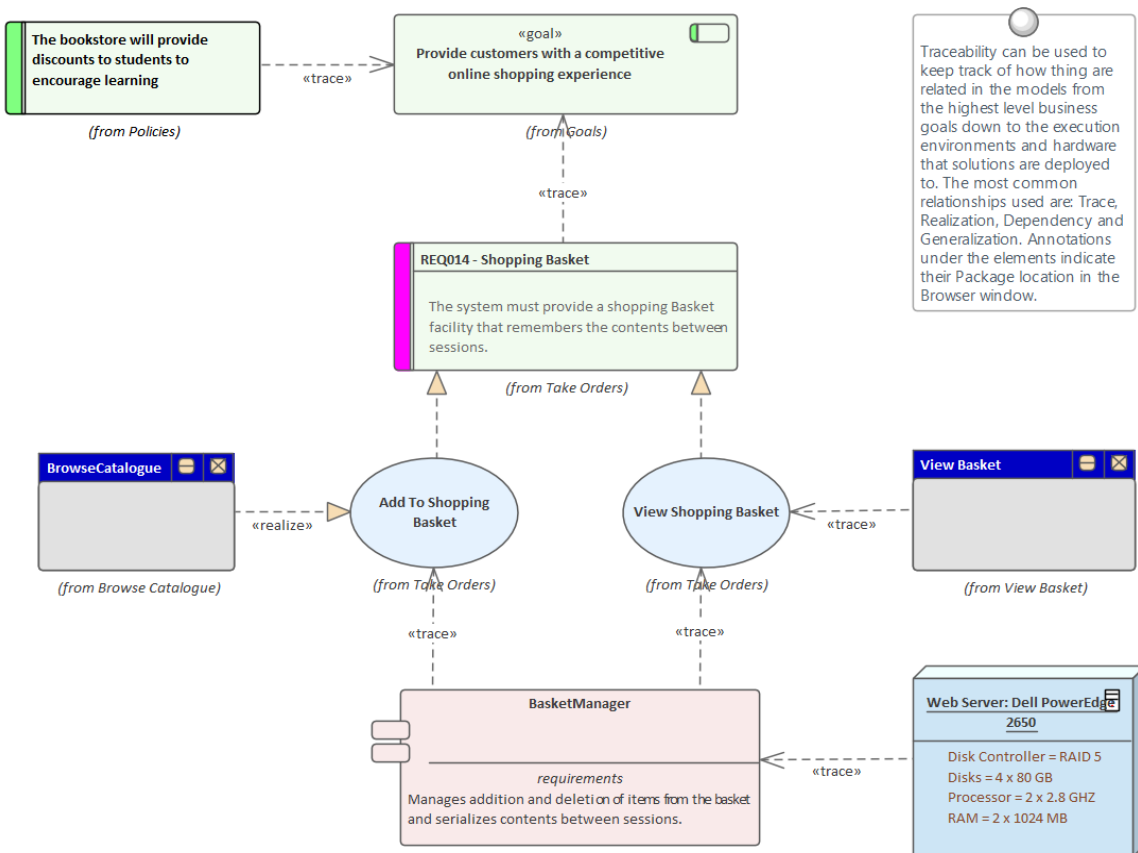 The bookstore will provide
discounts to students to
encourage learning
(from Policies)
«trace»
«goal»
Provide customers with a competitive
online shopping experience
(from Goals)
Traceability can be used to
keep track of how thing are
related in the models from
the highest level business
goals down to the execution
environments and hardware
that solutions are deployed
to. The most common
relationships used are: Trace,
Realization, Dependency and
Generalization. Annotations
under the elements indicate
their Package location in the
Browser window.
«trace»
REQ014 - Shopping Basket
The system must provide a shopping Basket
facility that remembers the contents between
sessions.
(from Take Orders)
BrowseCatalogue
(from Browse Catalogue)
«realize»
Add To Shopping
Basket
(from Take Orders)
View Shopping Basket
(from Take Orders)
«trace»
View Basket
(from View Basket)
«trace»
«trace»
BasketManager
requirements
Manages addition and deletion of items from the basket
and serializes contents between sessions.
«trace»
Web Server: Dell PowerEdge
2650
Disk Controller = RAID 5
Disks = 4 x 80 GB
Processor = 2 x 2.8 GHZ
RAM = 2 x 1024 MB